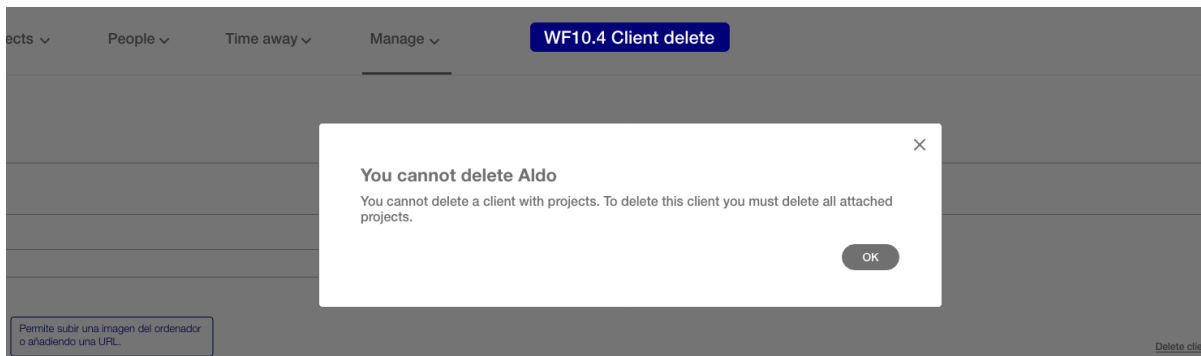 ects
People
Time away
Manage
WF10.4 Client delete
You cannot delete Aldo
You cannot delete a client with projects. To delete this client you must delete all attached
projects.
OK
Permite subir una imagen del ordenador
o añadiendo una URL.
Delete clie